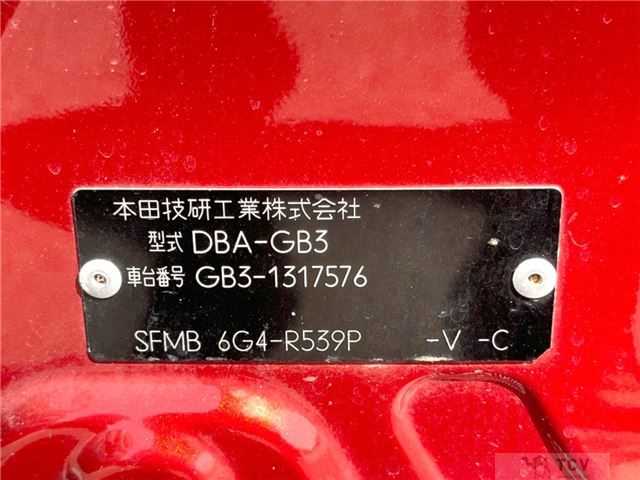 本田技研工業株式会社
型式 DBA-GB3
車台番号 GB3-1317576
SFMB 6G4-R539P -V -C
TCV